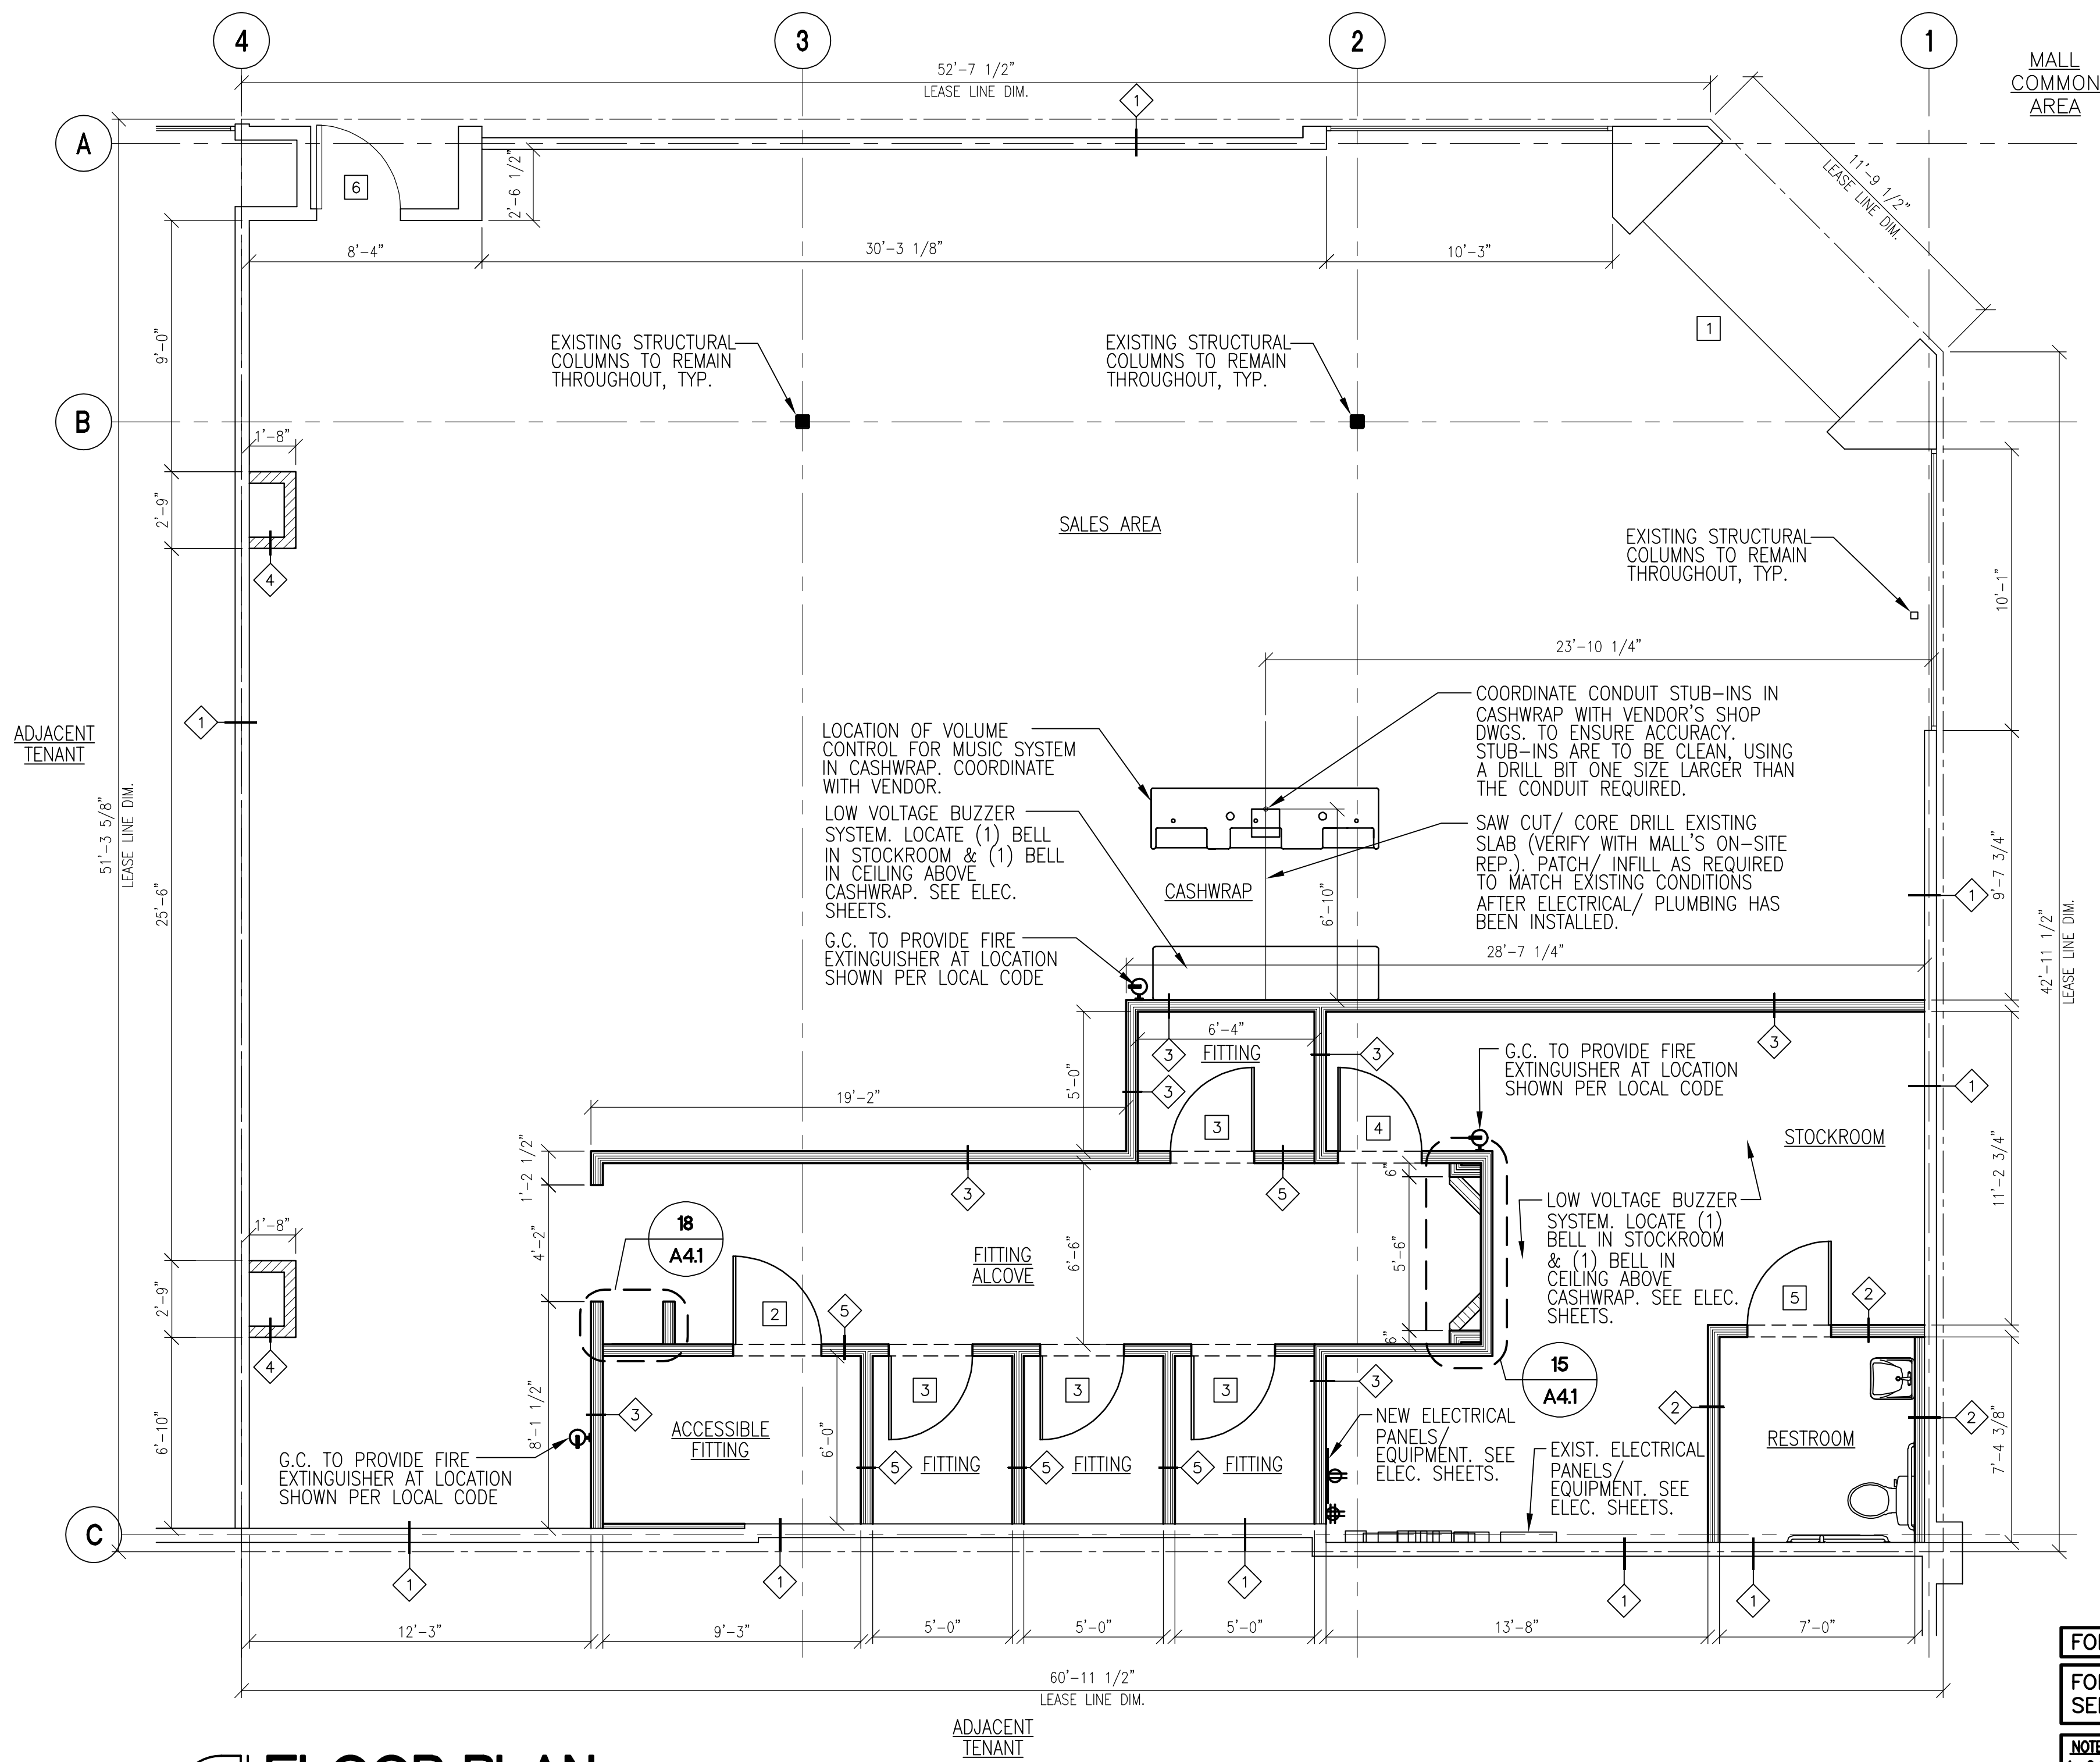 4
3
2
1
MALL
COMMON
AREA
52'-7 1/2"
LEASE LINE DIM.
1
A
11'-9 1/2"
LEASE LINE DIM.
6
2'-6 1/2"
8'-4"
30'-3 1/8"
10'-3"
9'-0"
EXISTING STRUCTURAL
COLUMNS TO REMAIN
THROUGHOUT, TYP.
EXISTING STRUCTURAL
COLUMNS TO REMAIN
THROUGHOUT, TYP.
1
B
1'-8"
2'-9"
4
SALES AREA
EXISTING STRUCTURAL
COLUMNS TO REMAIN
THROUGHOUT, TYP.
10'-1"
23'-10 1/4"
ADJACENT
TENANT
1
51'-3 5/8"
LEASE LINE DIM.
25'-6"
LOCATION OF VOLUME
CONTROL FOR MUSIC SYSTEM
IN CASHWRAP. COORDINATE
WITH VENDOR.
LOW VOLTAGE BUZZER
SYSTEM. LOCATE (1) BELL
IN STOCKROOM & (1) BELL
IN CEILING ABOVE
CASHWRAP. SEE ELEC.
SHEETS.
G.C. TO PROVIDE FIRE
EXTINGUISHER AT LOCATION
SHOWN PER LOCAL CODE
COORDINATE CONDUIT STUB-INS IN
CASHWRAP WITH VENDOR'S SHOP
DWGS. TO ENSURE ACCURACY.
STUB-INS ARE TO BE CLEAN, USING
A DRILL BIT ONE SIZE LARGER THAN
THE CONDUIT REQUIRED.
SAW CUT/ CORE DRILL EXISTING
SLAB (VERIFY WITH MALL'S ON-SITE
REP.). PATCH/ INFILL AS REQUIRED
TO MATCH EXISTING CONDITIONS
AFTER ELECTRICAL/ PLUMBING HAS
BEEN INSTALLED.
CASHWRAP
6'-10"
28'-7 1/4"
1
9'-7 3/4"
42'-11 1/2"
LEASE LINE DIM.
6'-4"
FITTING
3
3
3
3
5'-0"
G.C. TO PROVIDE FIRE
EXTINGUISHER AT LOCATION
SHOWN PER LOCAL CODE
1
19'-2"
3
4
STOCKROOM
11'-2 3/4"
1'-2 1/2"
3
5
6"
1'-8"
4'-2"
18
A4.1
FITTING
ALCOVE
6'-6"
5'-6"
LOW VOLTAGE BUZZER
SYSTEM. LOCATE (1)
BELL IN STOCKROOM
& (1) BELL IN
CEILING ABOVE
CASHWRAP. SEE ELEC.
SHEETS.
2'-9"
4
2
5
6"
5
2
15
A4.1
6'-10"
8'-1 1/2"
3
ACCESSIBLE
FITTING
6'-0"
3
3
3
3
5
FITTING
5
FITTING
5
FITTING
NEW ELECTRICAL
PANELS/
EQUIPMENT. SEE
ELEC. SHEETS.
EXIST. ELECTRICAL
PANELS/
EQUIPMENT. SEE
ELEC. SHEETS.
2
RESTROOM
2
7'-4 3/8"
G.C. TO PROVIDE FIRE
EXTINGUISHER AT LOCATION
SHOWN PER LOCAL CODE
C
1
1
1
1
1
12'-3"
9'-3"
5'-0"
5'-0"
5'-0"
13'-8"
7'-0"
60'-11 1/2"
LEASE LINE DIM.
ADJACENT
TENANT
FLOOR PLAN